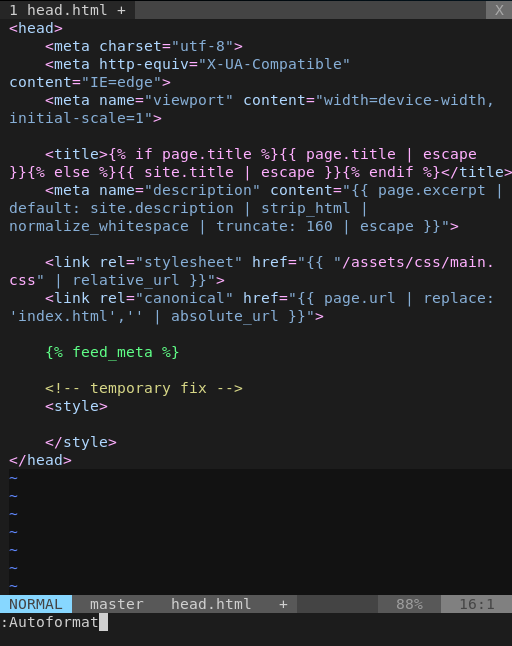 1 head.html + X
<head>
    <meta charset="utf-8">
    <meta http-equiv="X-UA-Compatible"
content="IE=edge">
    <meta name="viewport" content="width=device-width,
initial-scale=1">

    <title>{% if page.title %}{{ page.title | escape
}}{% else %}{{ site.title | escape }}{% endif %}</title>
    <meta name="description" content="{{ page.excerpt |
default: site.description | strip_html |
normalize_whitespace | truncate: 160 | escape }}">

    <link rel="stylesheet" href="{{ "/assets/css/main.
css" | relative_url }}">
    <link rel="canonical" href="{{ page.url | replace:
'index.html','' | absolute_url }}">

    {% feed_meta %}

    <!-- temporary fix -->
    <style>

    </style>
</head>
~
~
~
~
~
~
~
NORMAL master head.html + 88% 16:1
:Autoformat